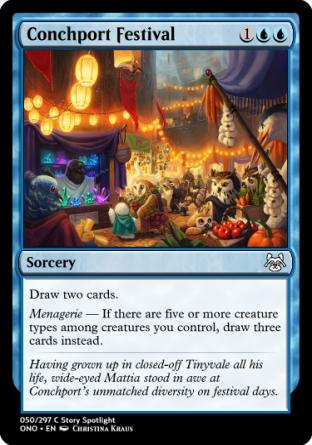 Conchport Festival 1
Sorcery
Draw two cards.
Menagerie — If there are five or more creature
types among creatures you control, draw three
cards instead.
Having grown up in closed-off Tinyvale all his
life, wide-eyed Mattia stood in awe at
Conchport's unmatched diversity on festival days.
050/297 C Story Spotlight
ONO • EN Christina Kraus